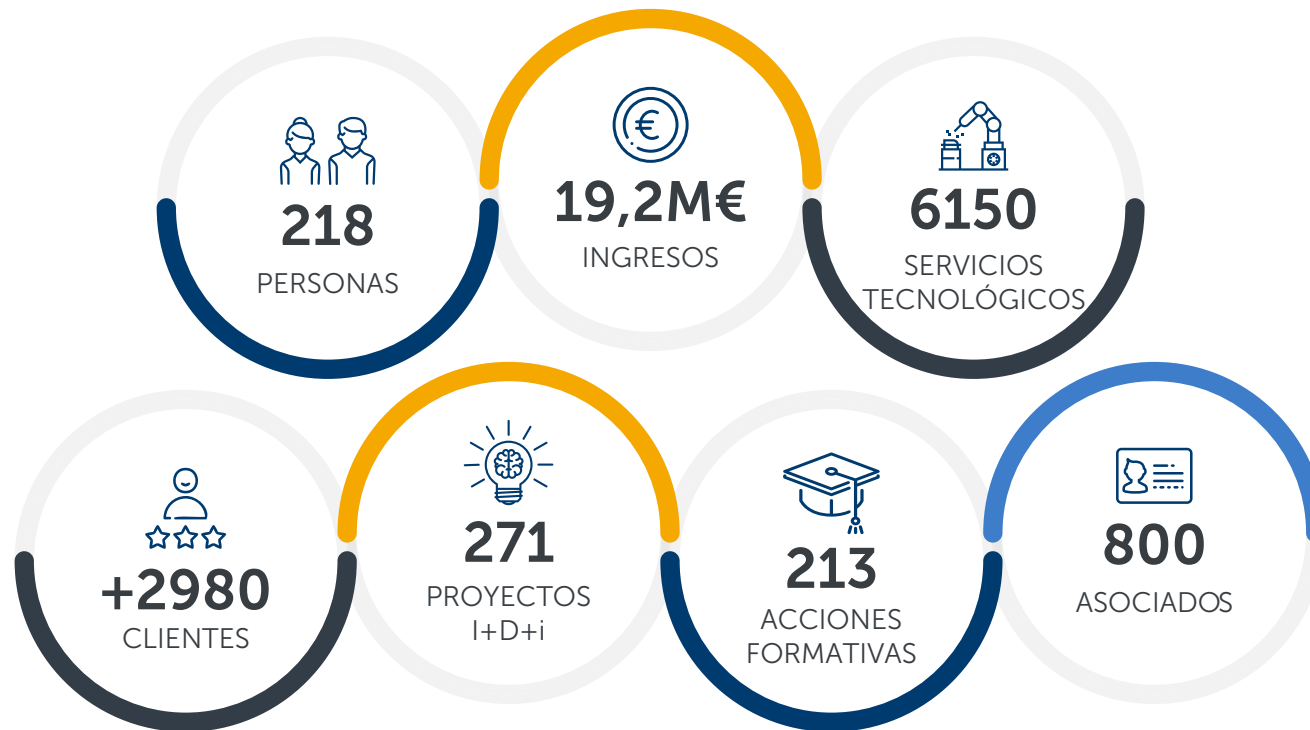 218
PERSONAS
19,2M€
INGRESOS
6150
SERVICIOS
TECNOLÓGICOS
+2980
CLIENTES
271
PROYECTOS
I+D+i
213
ACCIONES
FORMATIVAS
800
ASOCIADOS